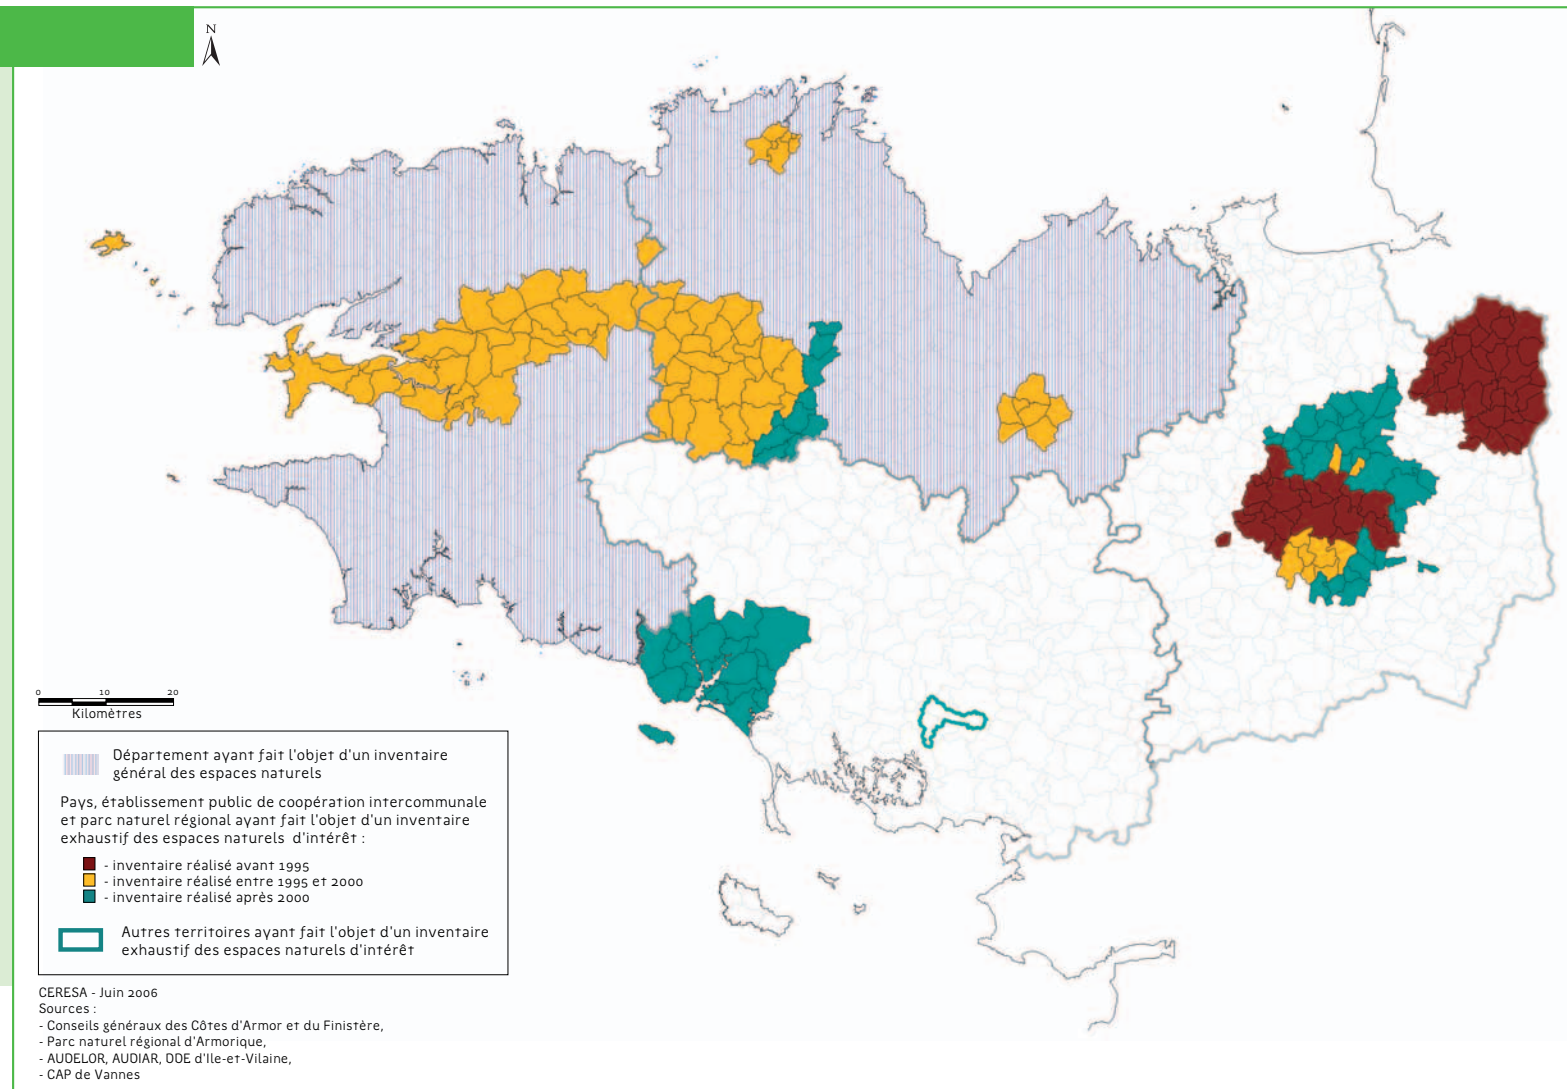 N
0 10 20
Kilomètres
Département ayant fait l'objet d'un inventaire
général des espaces naturels
Pays, établissement public de coopération intercommunale
et parc naturel régional ayant fait l'objet d'un inventaire
exhaustif des espaces naturels d'intérêt :
- inventaire réalisé avant 1995
- inventaire réalisé entre 1995 et 2000
- inventaire réalisé après 2000
Autres territoires ayant fait l'objet d'un inventaire
exhaustif des espaces naturels d'intérêt
CERESA - Juin 2006
Sources :
- Conseils généraux des Côtes d'Armor et du Finistère,
- Parc naturel régional d'Armorique,
- AUDELOR, AUDIAR, DDE d'Ile-et-Vilaine,
- CAP de Vannes